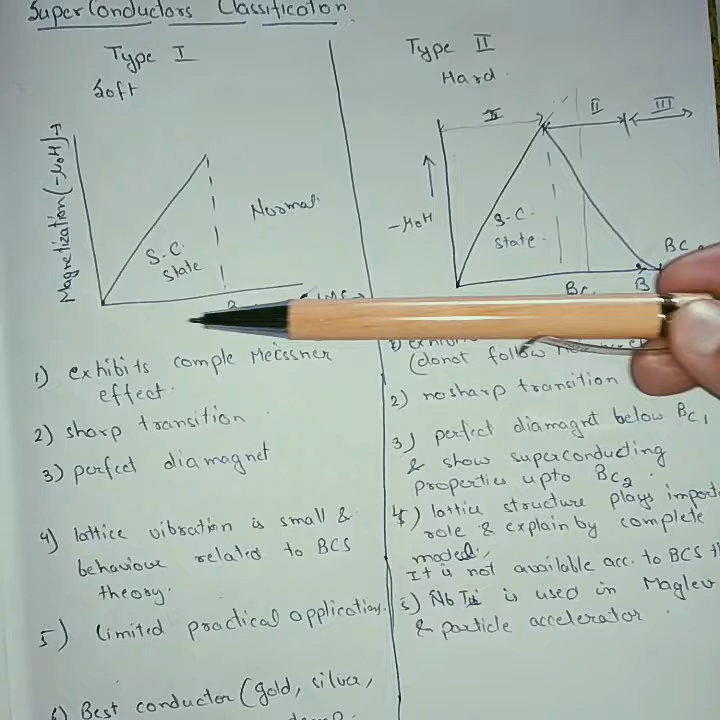 SuperConductors Classificaton.
Type I
Soft
Magnetization (-μ₀H)→
S.C.
state
Normal
Type II
Hard
II
III
-μ₀H
S.C.
state
Bc
B
Bc
1) exhibits comple Meissner
effect.
2) sharp transition
3) perfect diamagnet
4) lattice vibration is small &
behaviour related to BCS
theory.
5) limited practical application.
6) Best conductor (gold, silver,
(donot follow
2) no sharp transition
3) perfect diamagnt below Bc₁
& show superconducting
properties upto Bc₂.
4) lattice structure plays
role & explain by complete
model.
It is not available acc. to BCS
5) is used in Maglev
& particle accelerator.